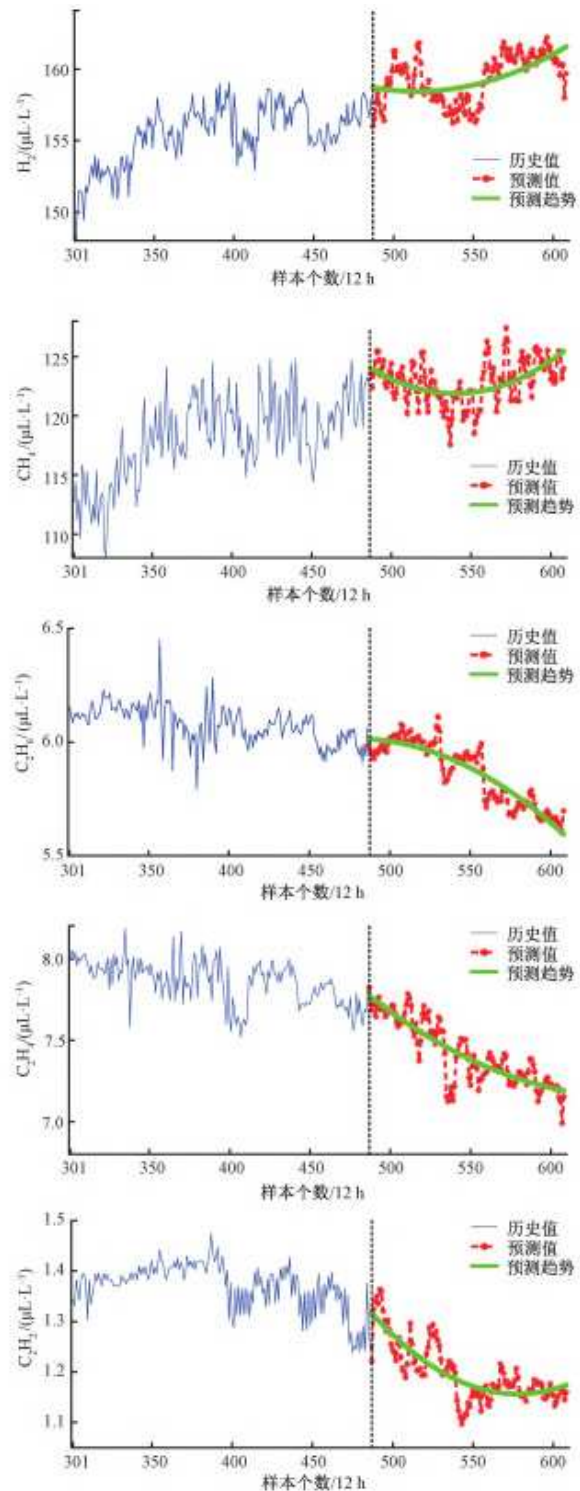 H₂/(μL·L⁻¹)
160
155
150
301 350 400 450 500 550 600
样本个数/12 h
历史值
预测值
预测趋势
CH₄/(μL·L⁻¹)
125
120
115
110
301 350 400 450 500 550 600
样本个数/12 h
历史值
预测值
预测趋势
C₂H₆/(μL·L⁻¹)
6.5
6.0
5.5
301 350 400 450 500 550 600
样本个数/12 h
历史值
预测值
预测趋势
C₂H₄/(μL·L⁻¹)
8.0
7.5
7.0
301 350 400 450 500 550 600
样本个数/12 h
历史值
预测值
预测趋势
C₂H₂/(μL·L⁻¹)
1.5
1.4
1.3
1.2
1.1
301 350 400 450 500 550 600
样本个数/12 h
历史值
预测值
预测趋势